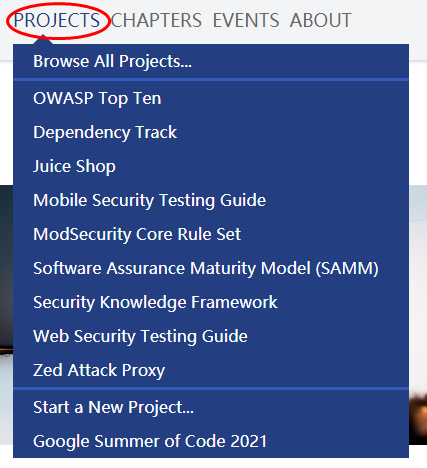 PROJECTS CHAPTERS EVENTS ABOUT
Browse All Projects...
OWASP Top Ten
Dependency Track
Juice Shop
Mobile Security Testing Guide
ModSecurity Core Rule Set
Software Assurance Maturity Model (SAMM)
Security Knowledge Framework
Web Security Testing Guide
Zed Attack Proxy
Start a New Project...
Google Summer of Code 2021